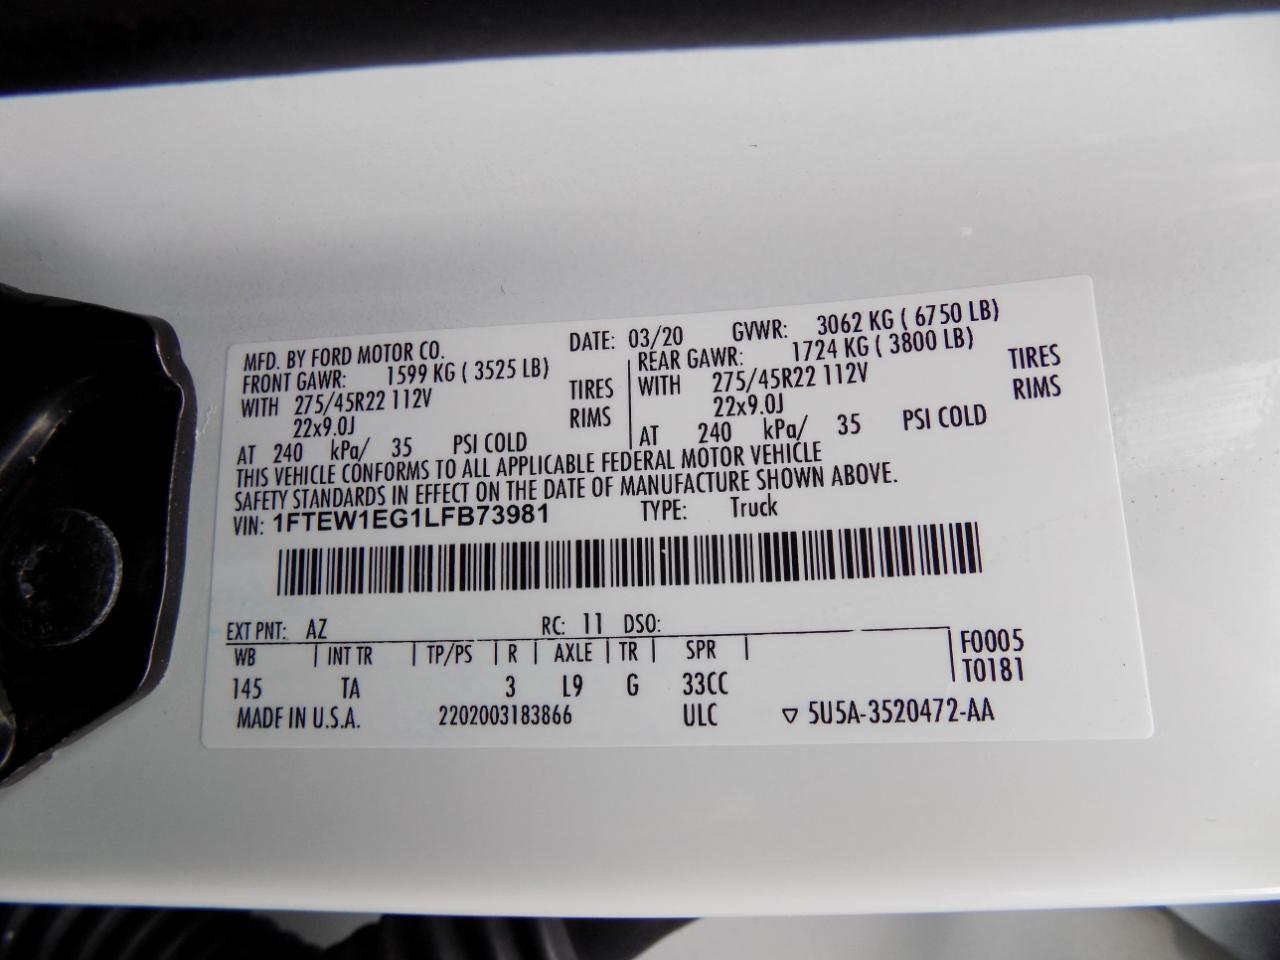 MFD. BY FORD MOTOR CO. DATE: 03/20 GVWR: 3062 KG ( 6750 LB)
FRONT GAWR: 1599 KG ( 3525 LB) REAR GAWR: 1724 KG ( 3800 LB)
WITH 275/45R22 112V TIRES WITH 275/45R22 112V TIRES
22x9.0J RIMS 22x9.0J RIMS
AT 240 kPa/ 35 PSI COLD AT 240 kPa/ 35 PSI COLD
THIS VEHICLE CONFORMS TO ALL APPLICABLE FEDERAL MOTOR VEHICLE
SAFETY STANDARDS IN EFFECT ON THE DATE OF MANUFACTURE SHOWN ABOVE.
VIN: 1FTEW1EG1LFB73981 TYPE: Truck
EXT PNT: AZ RC: 11 DSO:
WB INT TR TP/PS R AXLE TR SPR F0005
145 TA 3 L9 G 33CC T0181
MADE IN U.S.A. 2202003183866 ULC ▽ 5U5A-3520472-AA